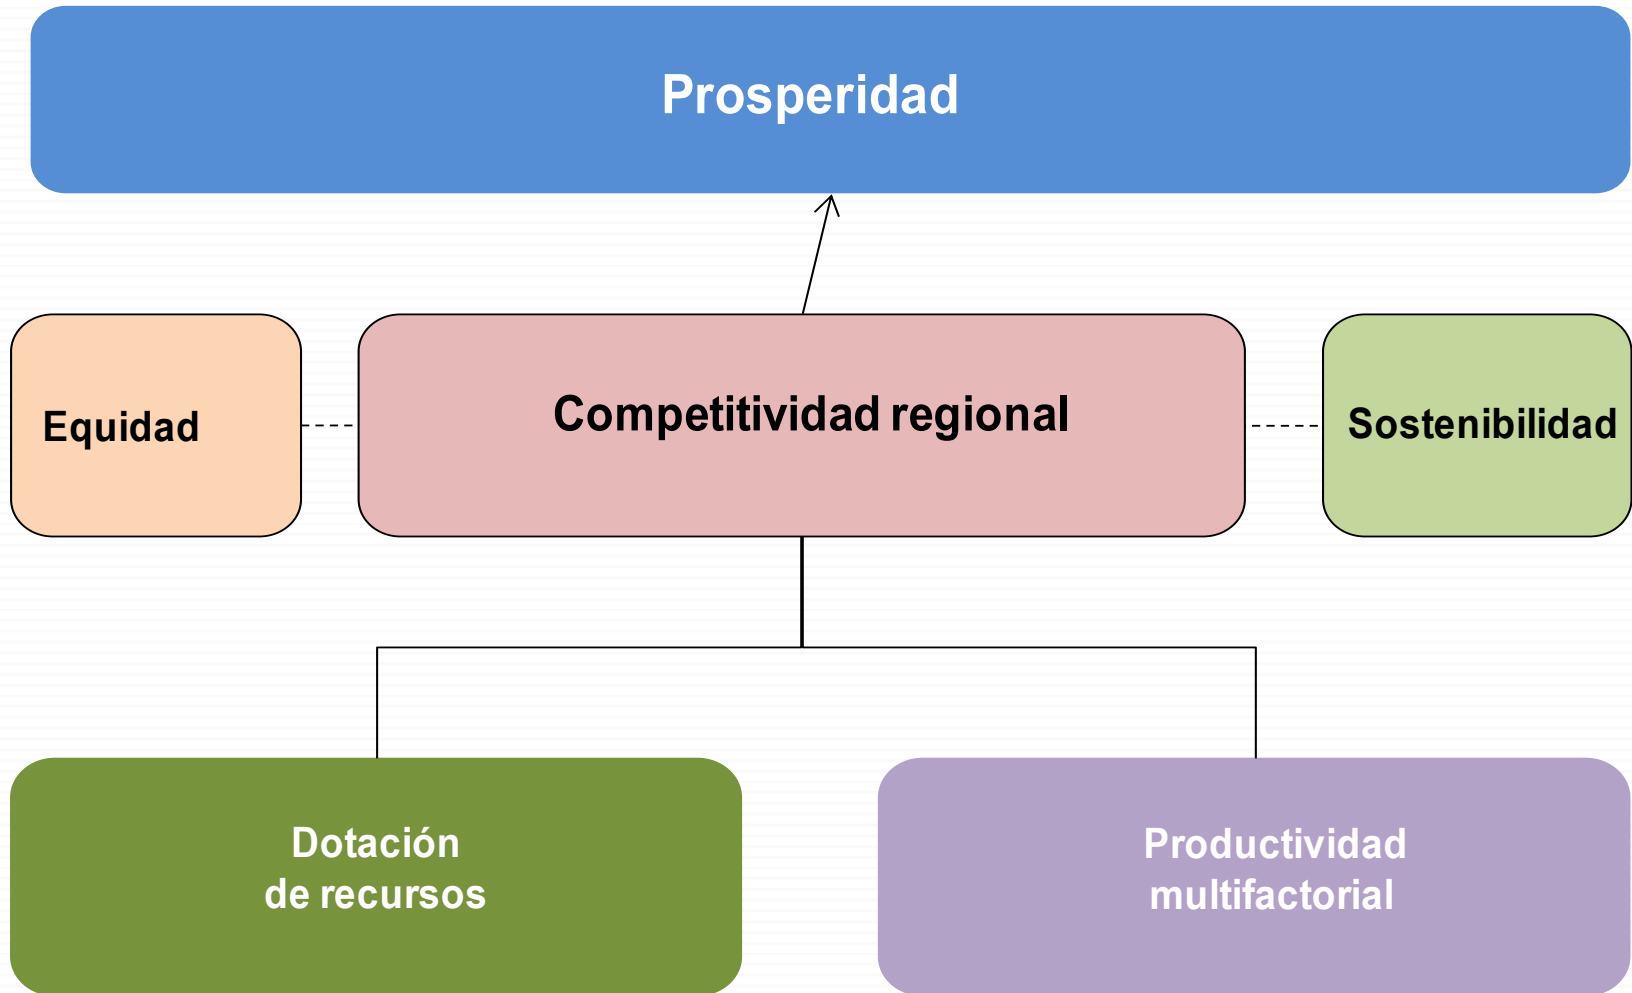 Prosperidad
Equidad
Competitividad regional
Sostenibilidad
Dotación
de recursos
Productividad
multifactorial